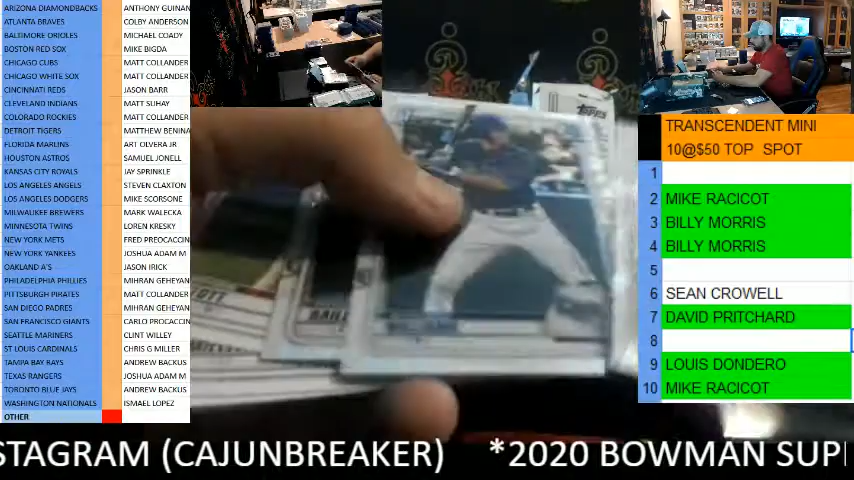 ARIZONA DIAMONDBACKS ANTHONY GUINAN
ATLANTA BRAVES COLBY ANDERSON
BALTIMORE ORIOLES MICHAEL COADY
BOSTON RED SOX MIKE BIGDA
CHICAGO CUBS MATT COLLANDER
CHICAGO WHITE SOX MATT COLLANDER
CINCINNATI REDS JASON BARR
CLEVELAND INDIANS MATT SUHAY
COLORADO ROCKIES MATT COLLANDER
DETROIT TIGERS MATTHEW BENINA
FLORIDA MARLINS ART OLVERA JR
HOUSTON ASTROS SAMUEL JONELL
KANSAS CITY ROYALS JAY SPRINKLE
LOS ANGELES ANGELS STEVEN CLAXTON
LOS ANGELES DODGERS MIKE SCORSONE
MILWAUKEE BREWERS MARK WALECKA
MINNESOTA TWINS LOREN KRESKY
NEW YORK METS FRED PREOCACCIN
NEW YORK YANKEES JOSHUA ADAM M
OAKLAND A'S JASON IRICK
PHILADELPHIA PHILLIES MIHRAN GEHEYAN
PITTSBURGH PIRATES MATT COLLANDER
SAN DIEGO PADRES MIHRAN GEHEYAN
SAN FRANCISCO GIANTS CARLO PROCACCIN
SEATTLE MARINERS CLINT WILLEY
ST LOUIS CARDINALS CHRIS G MILLER
TAMPA BAY RAYS ANDREW BACKUS
TEXAS RANGERS JOSHUA ADAM M
TORONTO BLUE JAYS ANDREW BACKUS
WASHINGTON NATIONALS ISMAEL LOPEZ
OTHER
TOPPS
TRANSCENDENT MINI
10@$50 TOP SPOT
1
2 MIKE RACICOT
3 BILLY MORRIS
4 BILLY MORRIS
5
6 SEAN CROWELL
7 DAVID PRITCHARD
8
9 LOUIS DONDERO
10 MIKE RACICOT
STAGRAM (CAJUNBREAKER) *2020 BOWMAN SUP